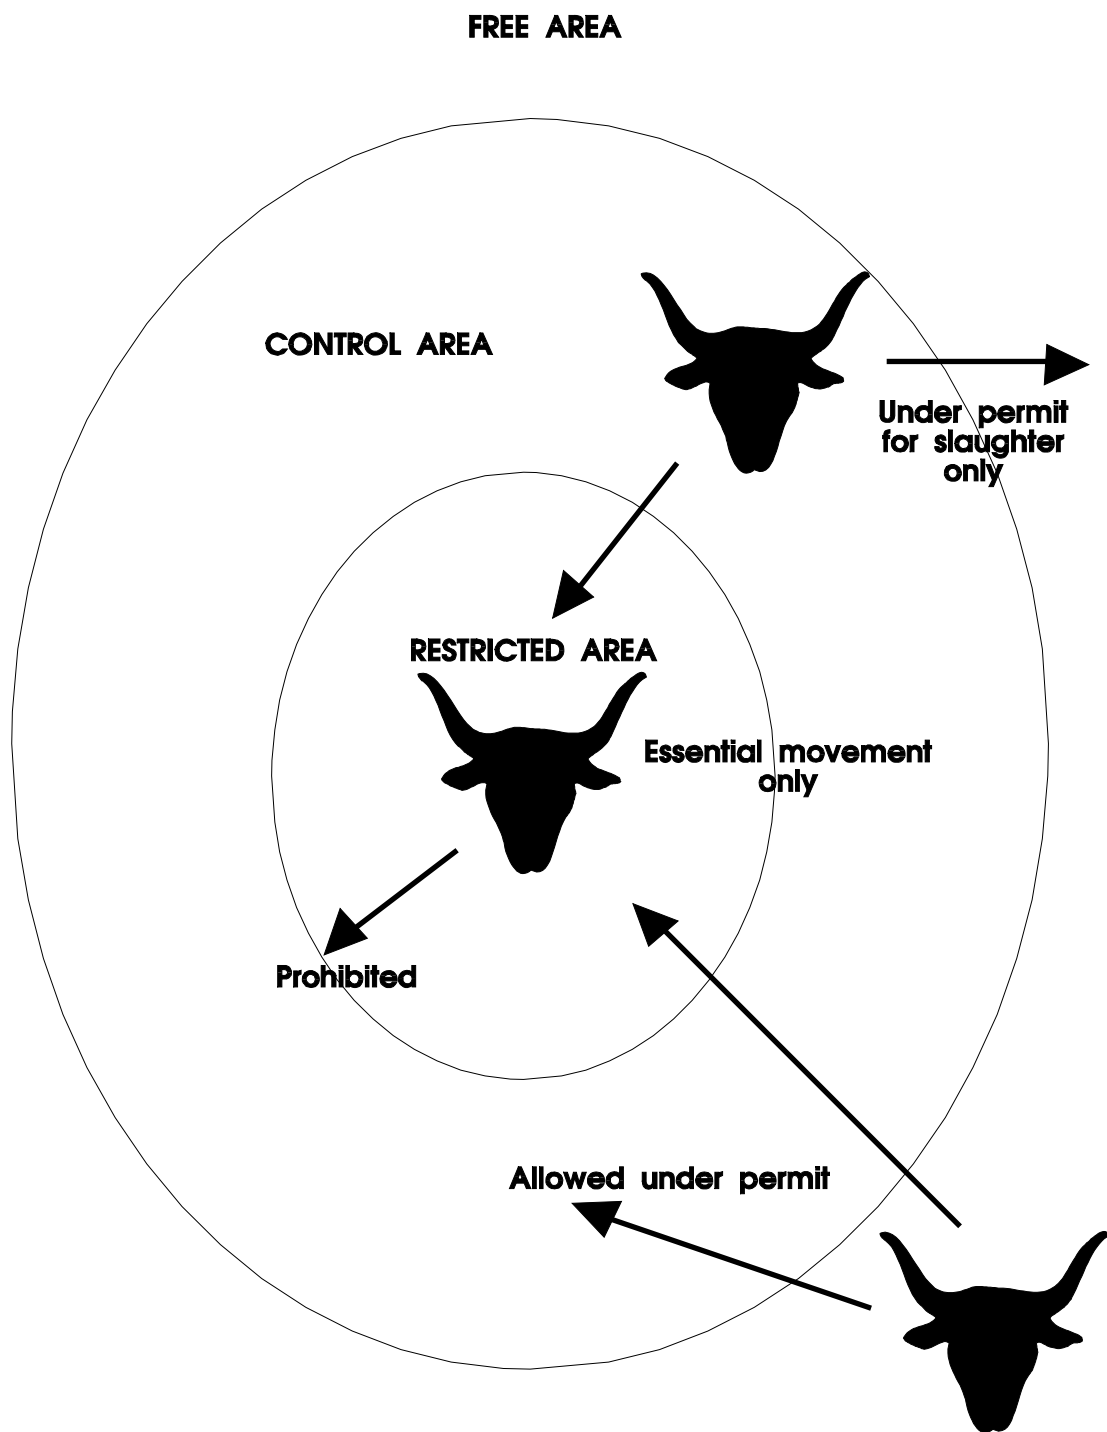 FREE AREA
CONTROL AREA
Under permit
for slaughter
only
RESTRICTED AREA
Essential movement
only
Prohibited
Allowed under permit